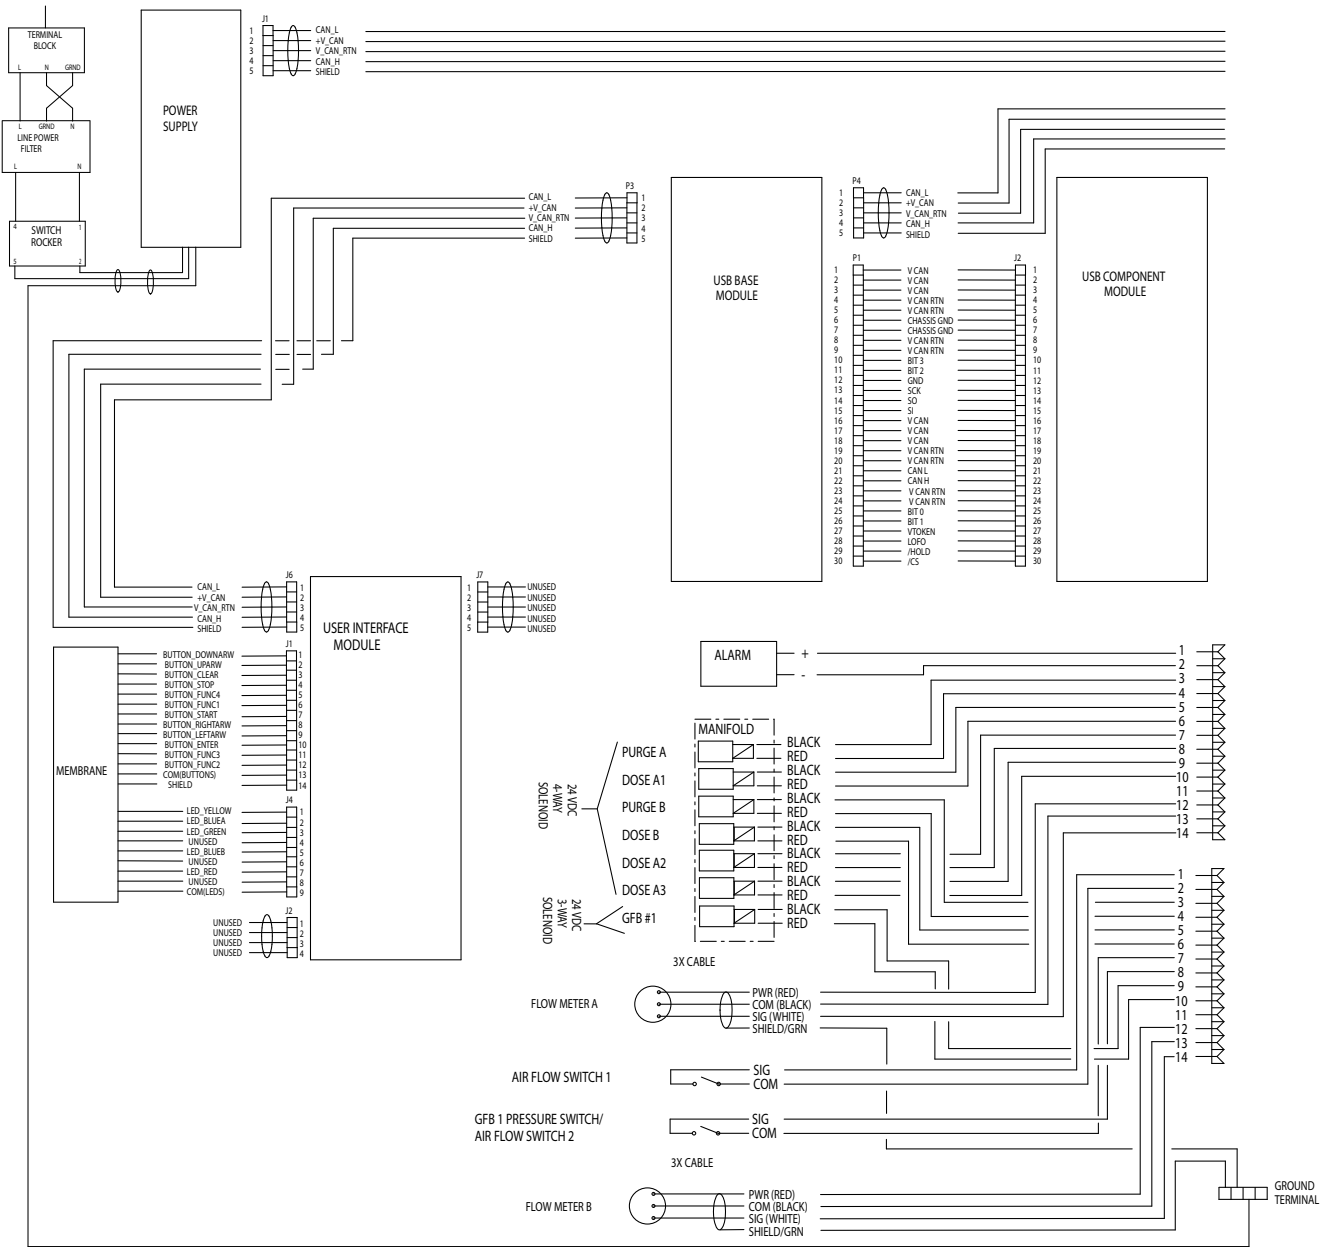 TERMINAL
BLOCK
L N GRND
L GRND N
LINE POWER
FILTER
L N
4 1
SWITCH
ROCKER
5 2
POWER
SUPPLY
J1
1 CAN_L
2 +V_CAN
3 V_CAN_RTN
4 CAN_H
5 SHIELD
P3
CAN_L 1
+V_CAN 2
V_CAN_RTN 3
CAN_H 4
SHIELD 5
USB BASE
MODULE
P4
1 CAN_L
2 +V_CAN
3 V_CAN_RTN
4 CAN_H
5 SHIELD
USB COMPONENT
MODULE
P1 J2
1 V CAN 1
2 V CAN 2
3 V CAN 3
4 V CAN RTN 4
5 V CAN RTN 5
6 CHASSIS GND 6
7 CHASSIS GND 7
8 V CAN RTN 8
9 V CAN RTN 9
10 BIT 3 10
11 BIT 2 11
12 GND 12
13 SCK 13
14 SO 14
15 SI 15
16 V CAN 16
17 V CAN 17
18 V CAN 18
19 V CAN RTN 19
20 V CAN RTN 20
21 CAN L 21
22 CAN H 22
23 V CAN RTN 23
24 V CAN RTN 24
25 BIT 0 25
26 BIT 1 26
27 VTOKEN 27
28 LOFO 28
29 /HOLD 29
30 /CS 30
J6
CAN_L 1
+V_CAN 2
V_CAN_RTN 3
CAN_H 4
SHIELD 5
USER INTERFACE
MODULE
J7
1 UNUSED
2 UNUSED
3 UNUSED
4 UNUSED
5 UNUSED
MEMBRANE
J1
BUTTON_DOWNARW 1
BUTTON_UPARW 2
BUTTON_CLEAR 3
BUTTON_STOP 4
BUTTON_FUNC4 5
BUTTON_FUNC1 6
BUTTON_START 7
BUTTON_RIGHTARW 8
BUTTON_LEFTARW 9
BUTTON_ENTER 10
BUTTON_FUNC3 11
BUTTON_FUNC2 12
COM(BUTTONS) 13
SHIELD 14
J4
LED_YELLOW 1
LED_BLUEA 2
LED_GREEN 3
UNUSED 4
LED_BLUEB 5
UNUSED 6
LED_RED 7
UNUSED 8
COM(LEDS) 9
J2
UNUSED 1
UNUSED 2
UNUSED 3
UNUSED 4
ALARM
+
-
MANIFOLD
24 VDC
4-WAY
SOLENOID
PURGE A
BLACK
RED
DOSE A1
BLACK
RED
PURGE B
BLACK
RED
DOSE B
BLACK
RED
DOSE A2
BLACK
RED
DOSE A3
BLACK
RED
24 VDC
3-WAY
SOLENOID
GFB #1
BLACK
RED
1
2
3
4
5
6
7
8
9
10
11
12
13
14
1
2
3
4
5
6
7
8
9
10
11
12
13
14
3X CABLE
FLOW METER A
PWR (RED)
COM (BLACK)
SIG (WHITE)
SHIELD/GRN
AIR FLOW SWITCH 1
SIG
COM
GFB 1 PRESSURE SWITCH/
AIR FLOW SWITCH 2
SIG
COM
3X CABLE
FLOW METER B
PWR (RED)
COM (BLACK)
SIG (WHITE)
SHIELD/GRN
GROUND
TERMINAL